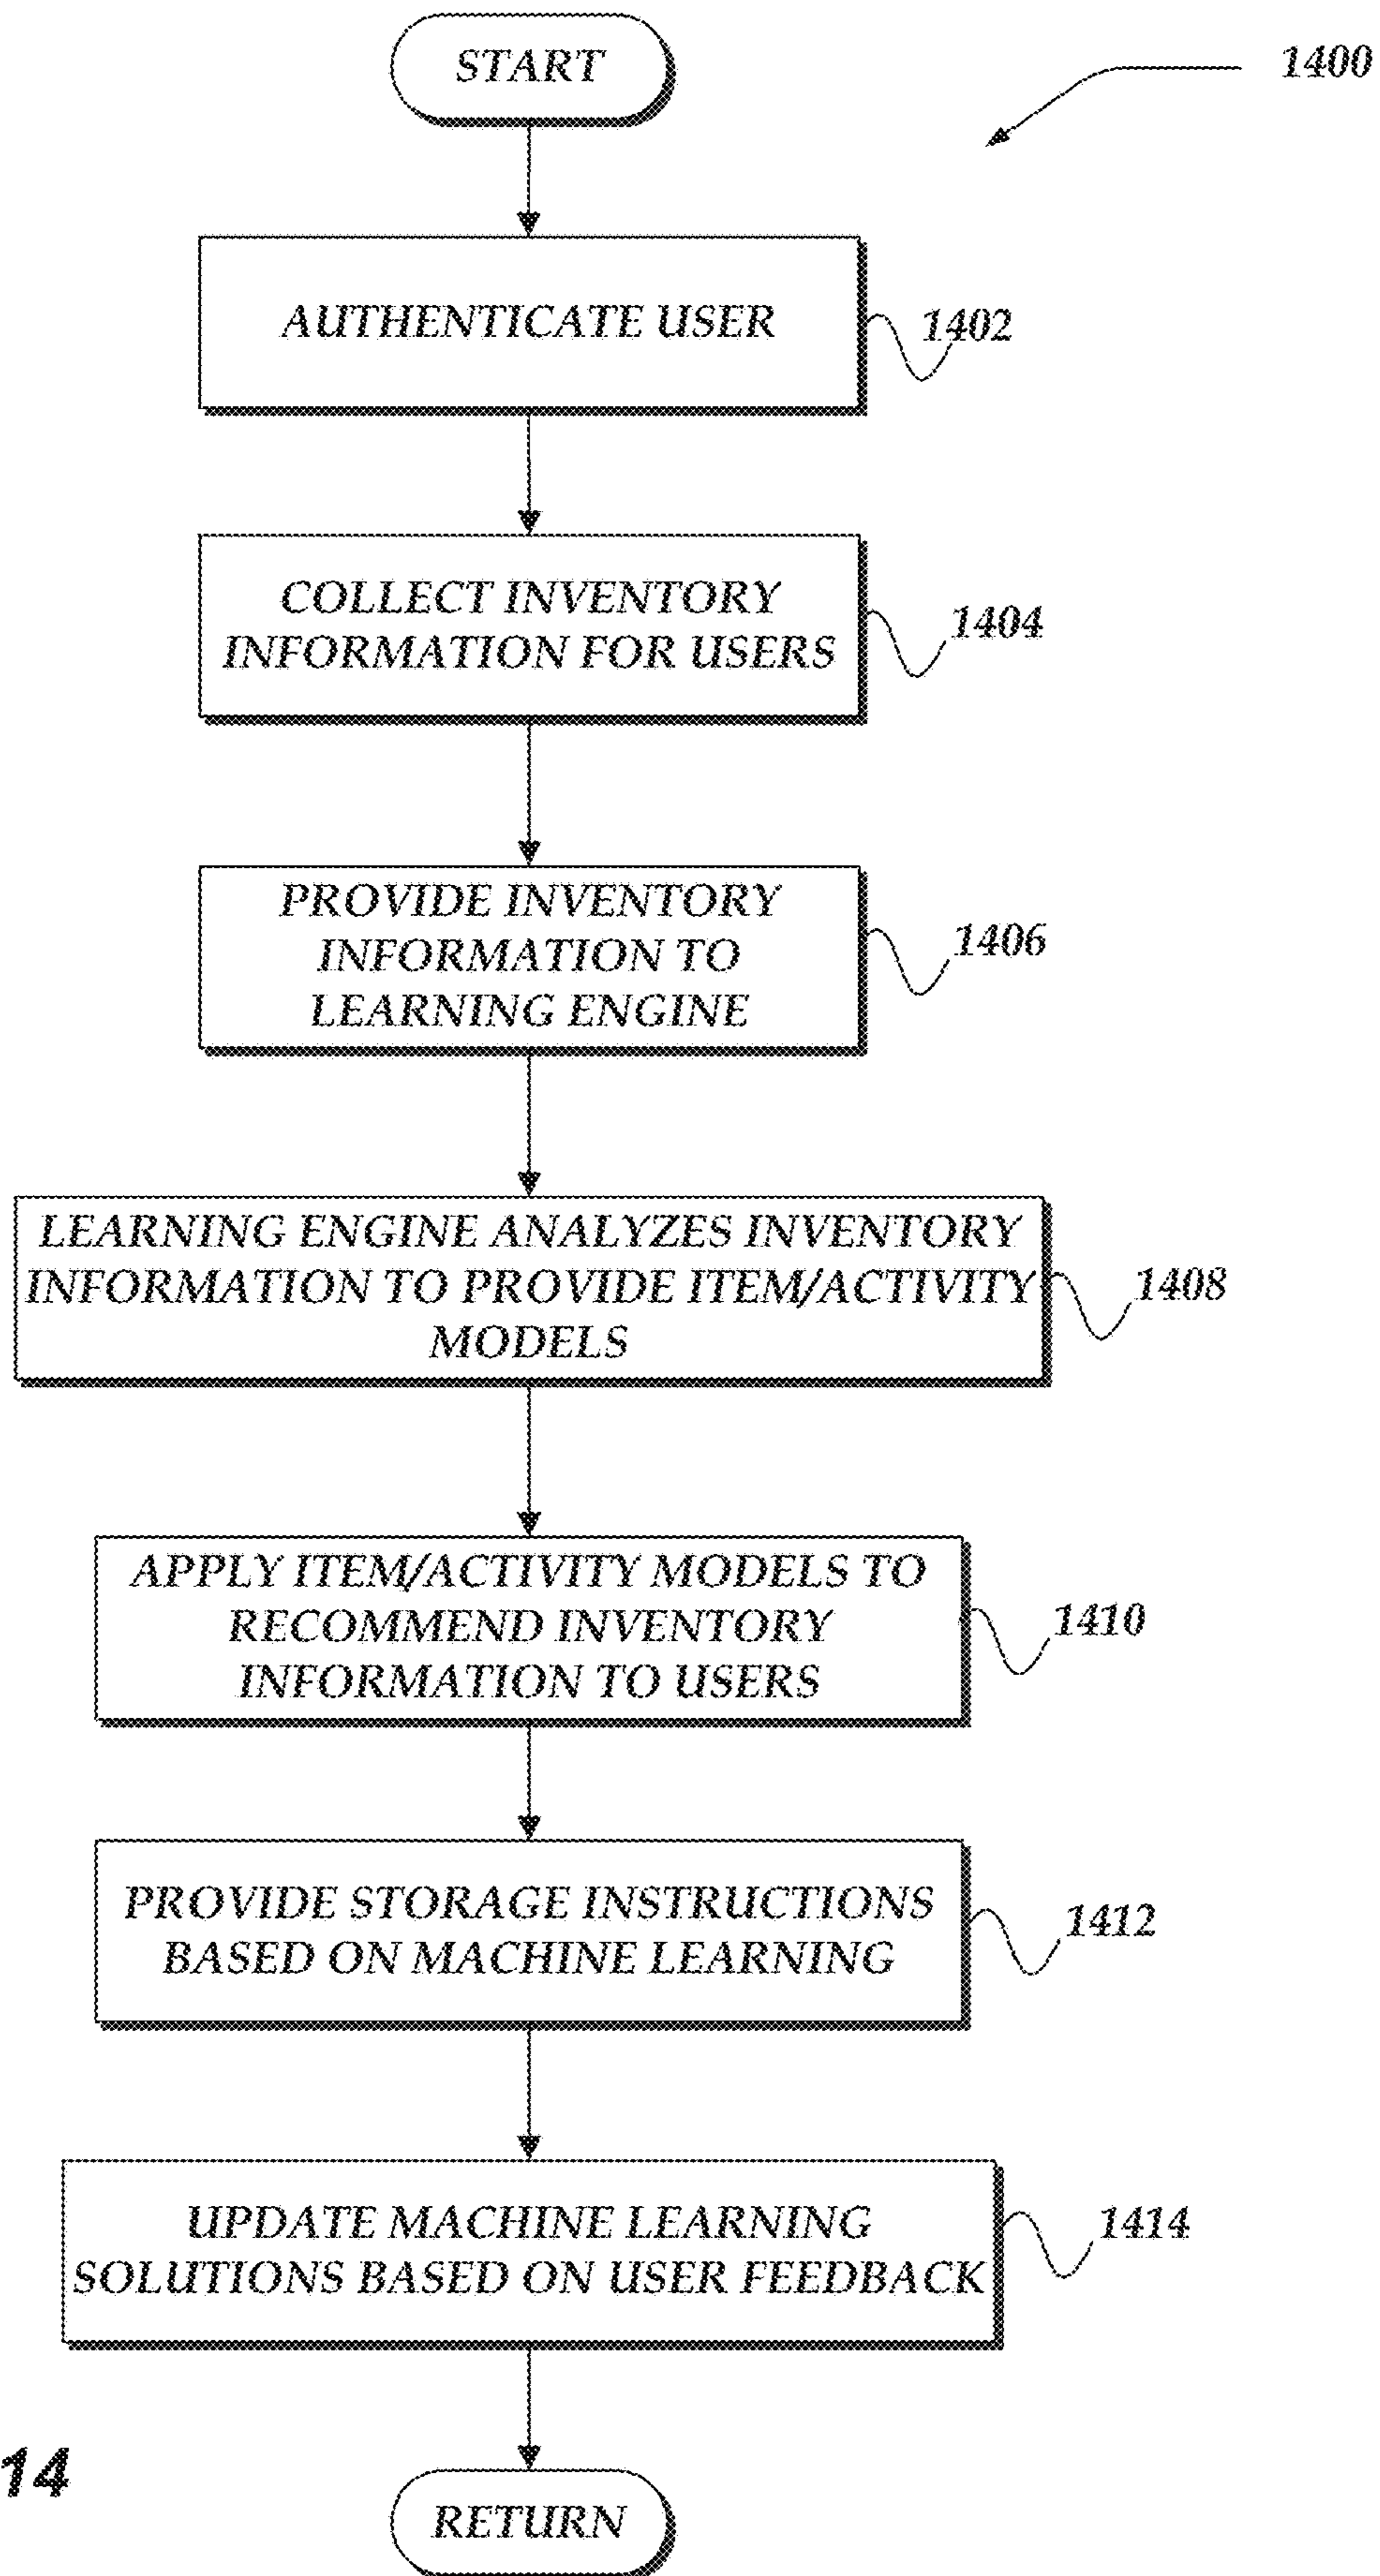 START
1400
AUTHENTICATE USER
1402
COLLECT INVENTORY
INFORMATION FOR USERS
1404
PROVIDE INVENTORY
INFORMATION TO
LEARNING ENGINE
1406
LEARNING ENGINE ANALYZES INVENTORY
INFORMATION TO PROVIDE ITEM/ACTIVITY
MODELS
1408
APPLY ITEM/ACTIVITY MODELS TO
RECOMMEND INVENTORY
INFORMATION TO USERS
1410
PROVIDE STORAGE INSTRUCTIONS
BASED ON MACHINE LEARNING
1412
UPDATE MACHINE LEARNING
SOLUTIONS BASED ON USER FEEDBACK
1414
14
RETURN